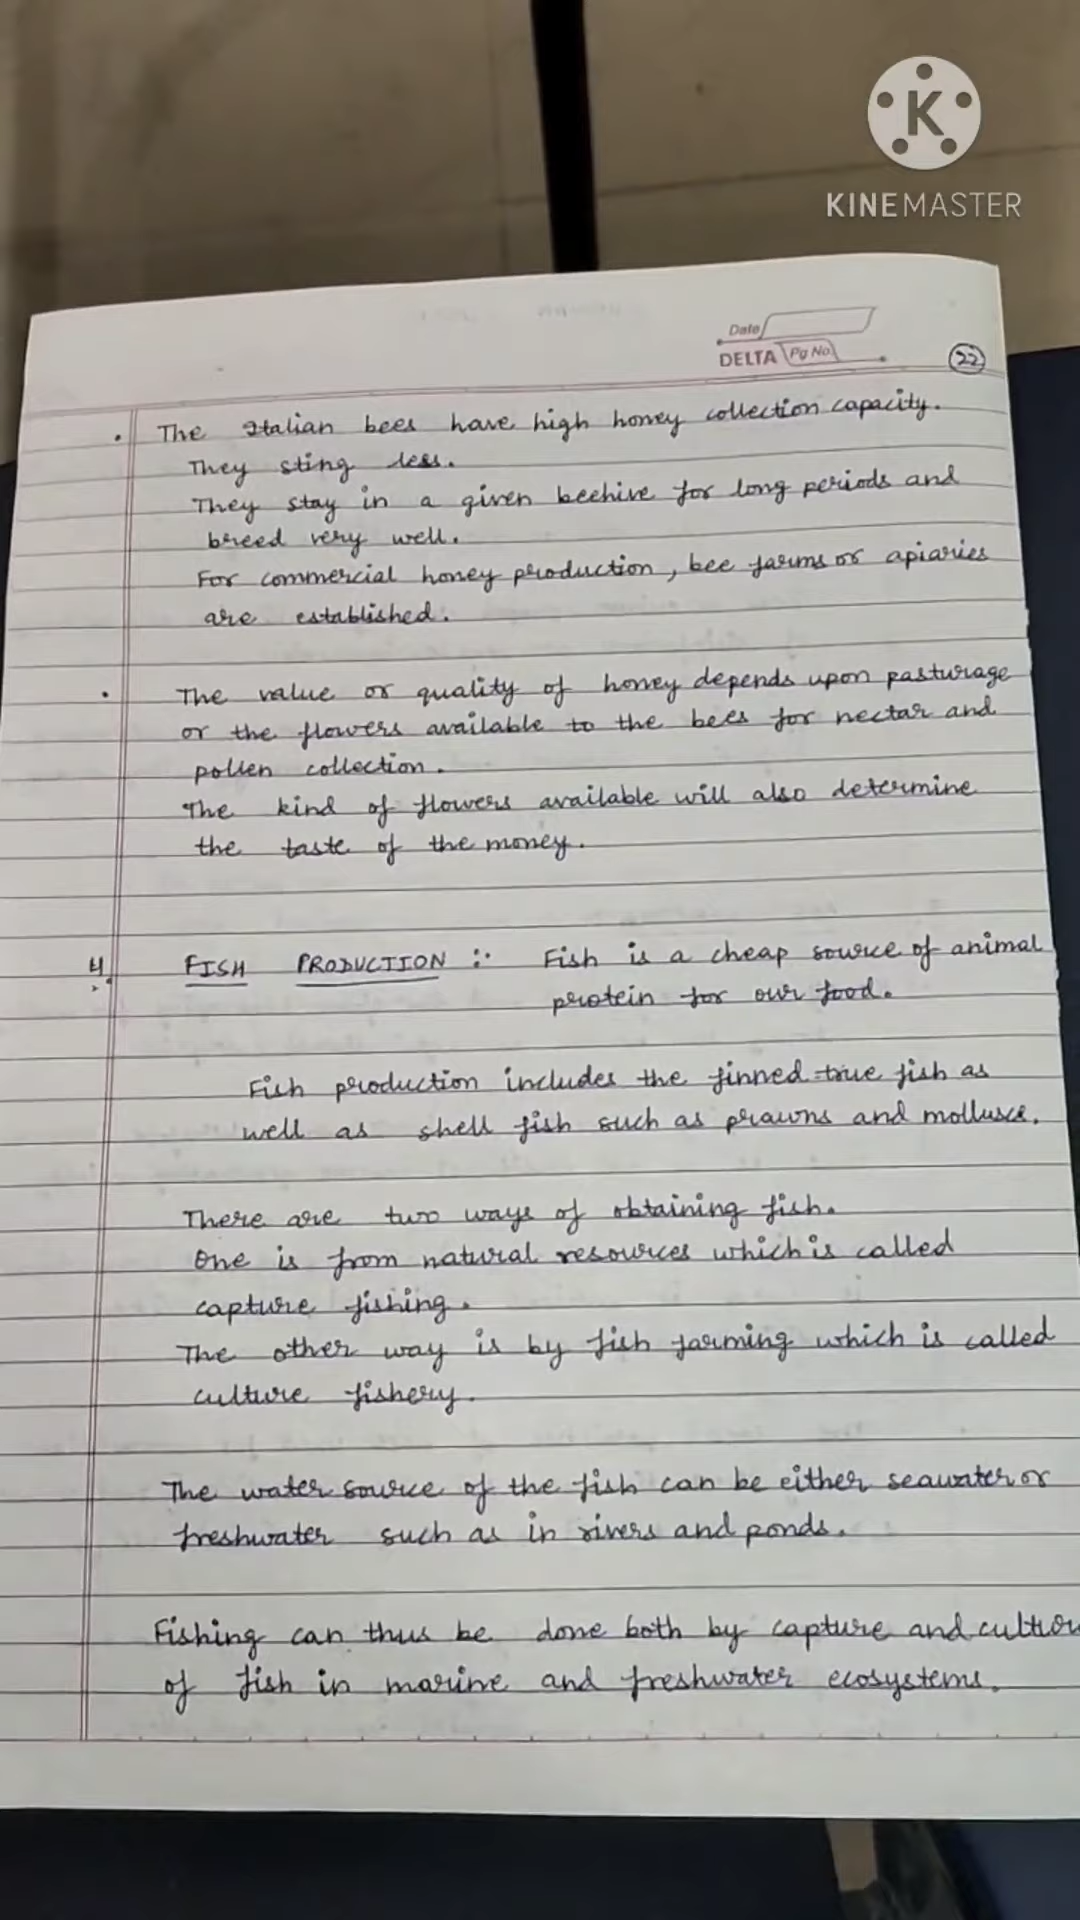 KINEMASTER
Date
DELTA Pg No.
22
The Italian bees have high honey collection capacity.
They sting less.
They stay in a given beehive for long periods and
breed very well.
For commercial honey production, bee farms or apiaries
are established.
The value or quality of honey depends upon pasturage
or the flowers available to the bees for nectar and
pollen collection.
The kind of flowers available will also determine
the taste of the money.
4. FISH PRODUCTION :- Fish is a cheap source of animal
protein for our food.
Fish production includes the finned true fish as
well as shell fish such as prawns and mollusc.
There are two ways of obtaining fish.
One is from natural resources which is called
capture fishing.
The other way is by fish farming which is called
culture fishery.
The water source of the fish can be either seawater or
freshwater such as in rivers and ponds.
Fishing can thus be done both by capture and
of fish in marine and freshwater ecosystems.